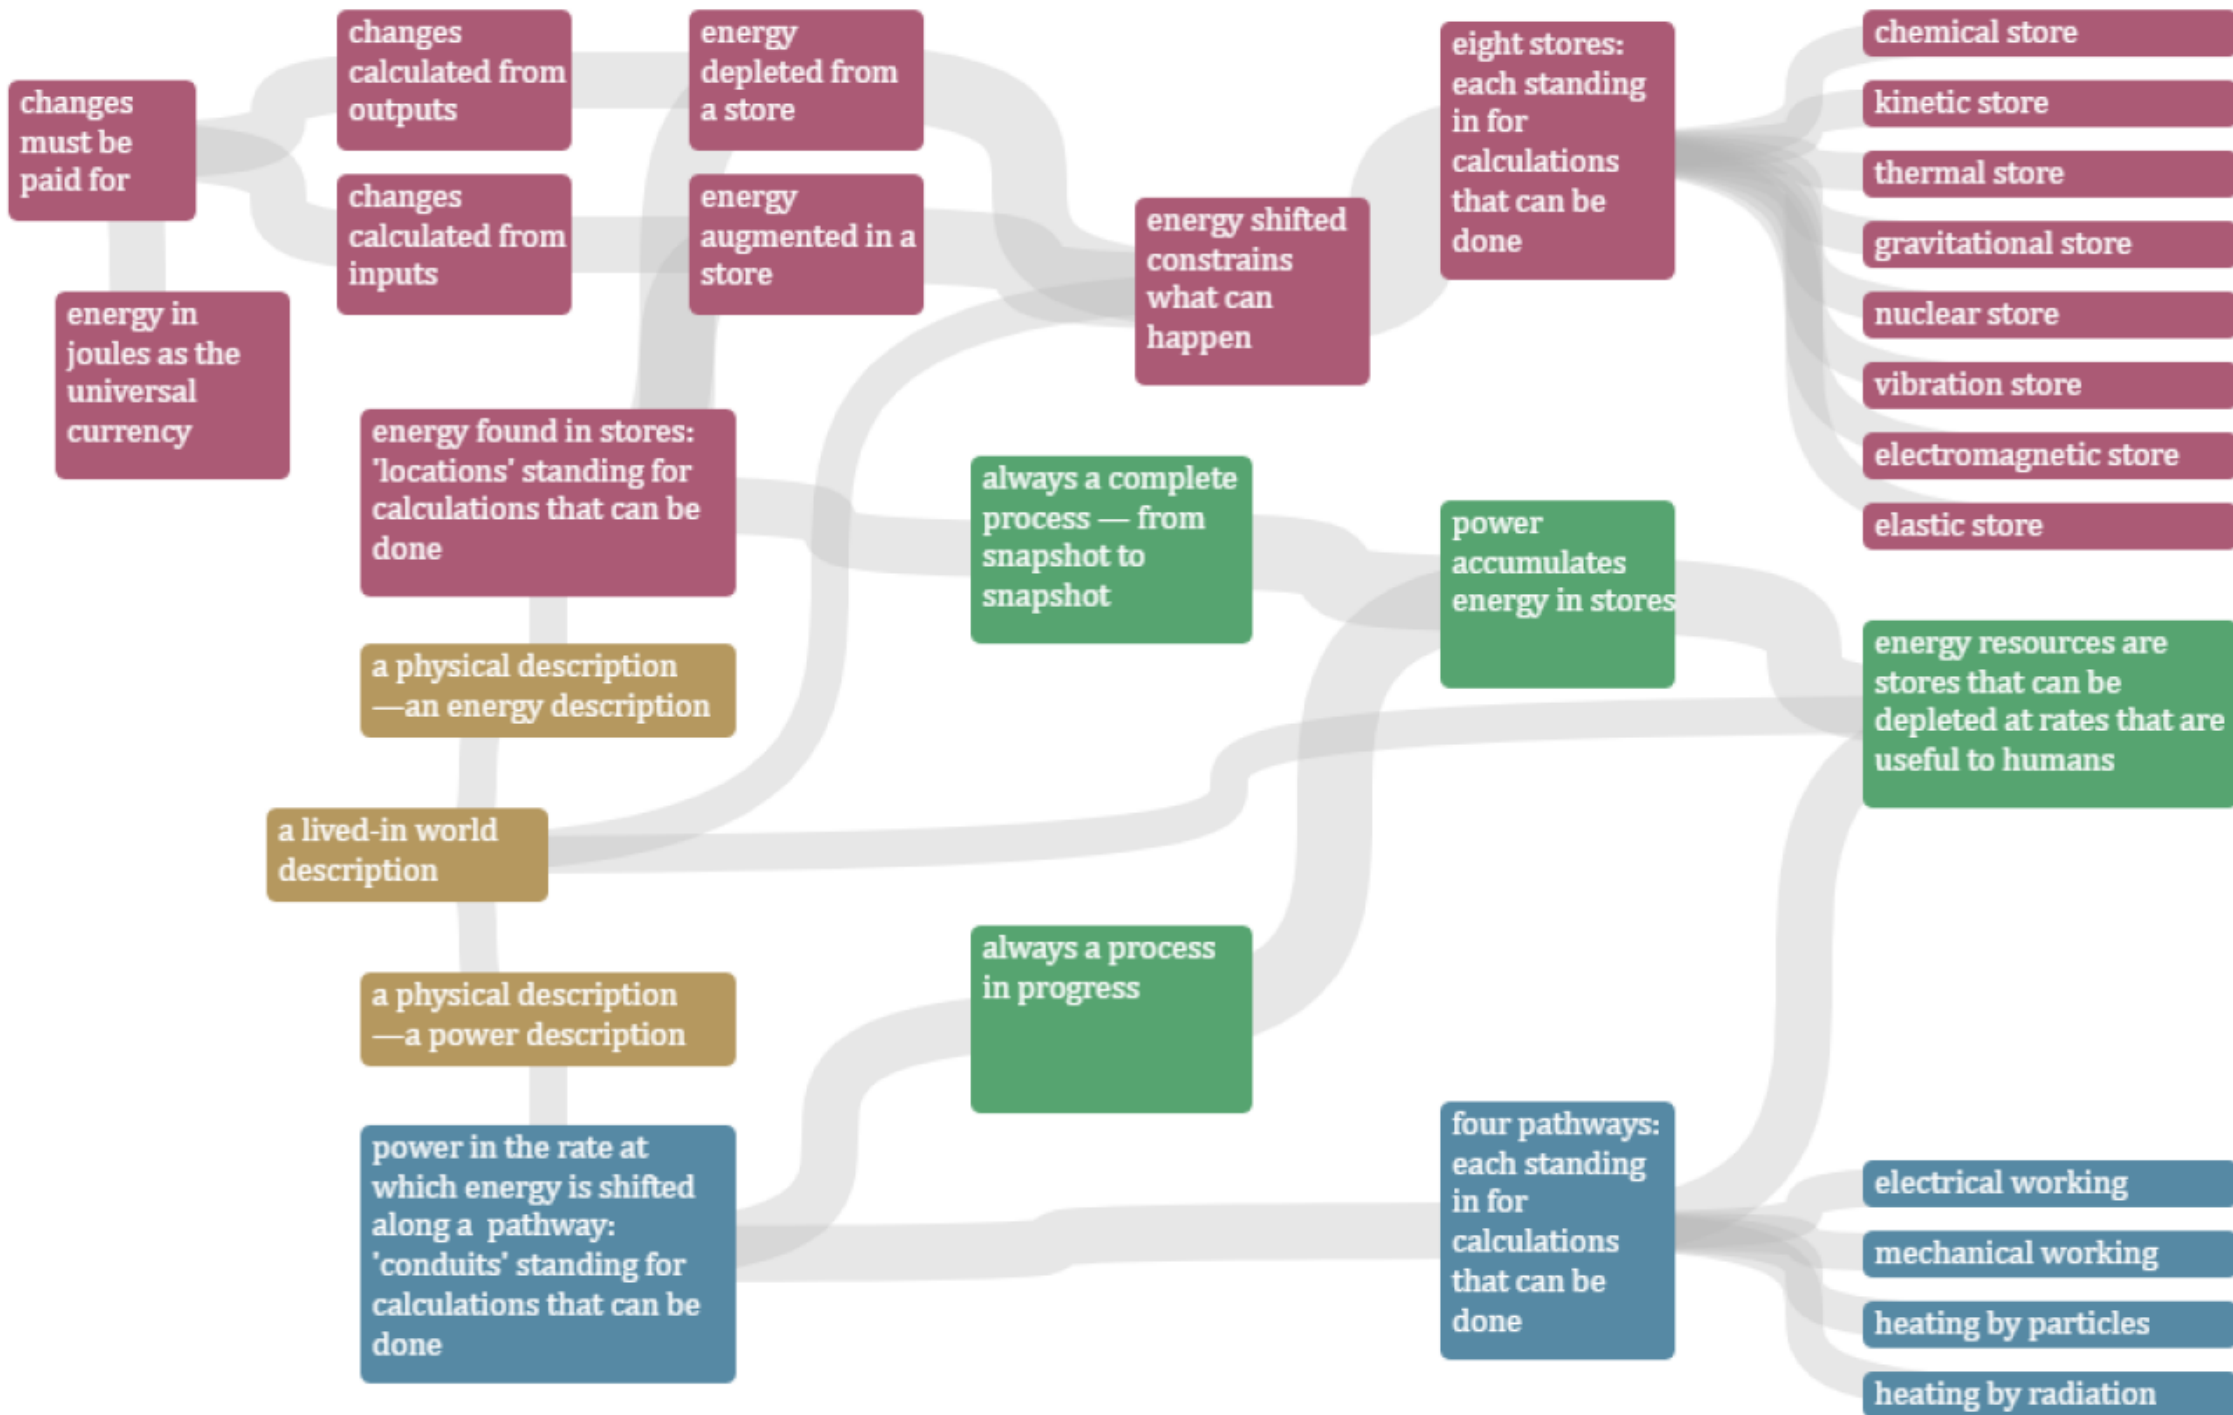 changes
must be
paid for
energy in
joules as the
universal
currency
changes
calculated from
outputs
changes
calculated from
inputs
energy
depleted from
a store
energy
augmented in a
store
energy shifted
constrains
what can
happen
eight stores:
each standing
in for
calculations
that can be
done
chemical store
kinetic store
thermal store
gravitational store
nuclear store
vibration store
electromagnetic store
elastic store
energy found in stores:
'locations' standing for
calculations that can be
done
a physical description
—an energy description
a lived-in world
description
a physical description
—a power description
power in the rate at
which energy is shifted
along a  pathway:
'conduits' standing for
calculations that can be
done
always a complete
process — from
snapshot to
snapshot
always a process
in progress
power
accumulates
energy in stores
energy resources are
stores that can be
depleted at rates that are
useful to humans
four pathways:
each standing
in for
calculations
that can be
done
electrical working
mechanical working
heating by particles
heating by radiation